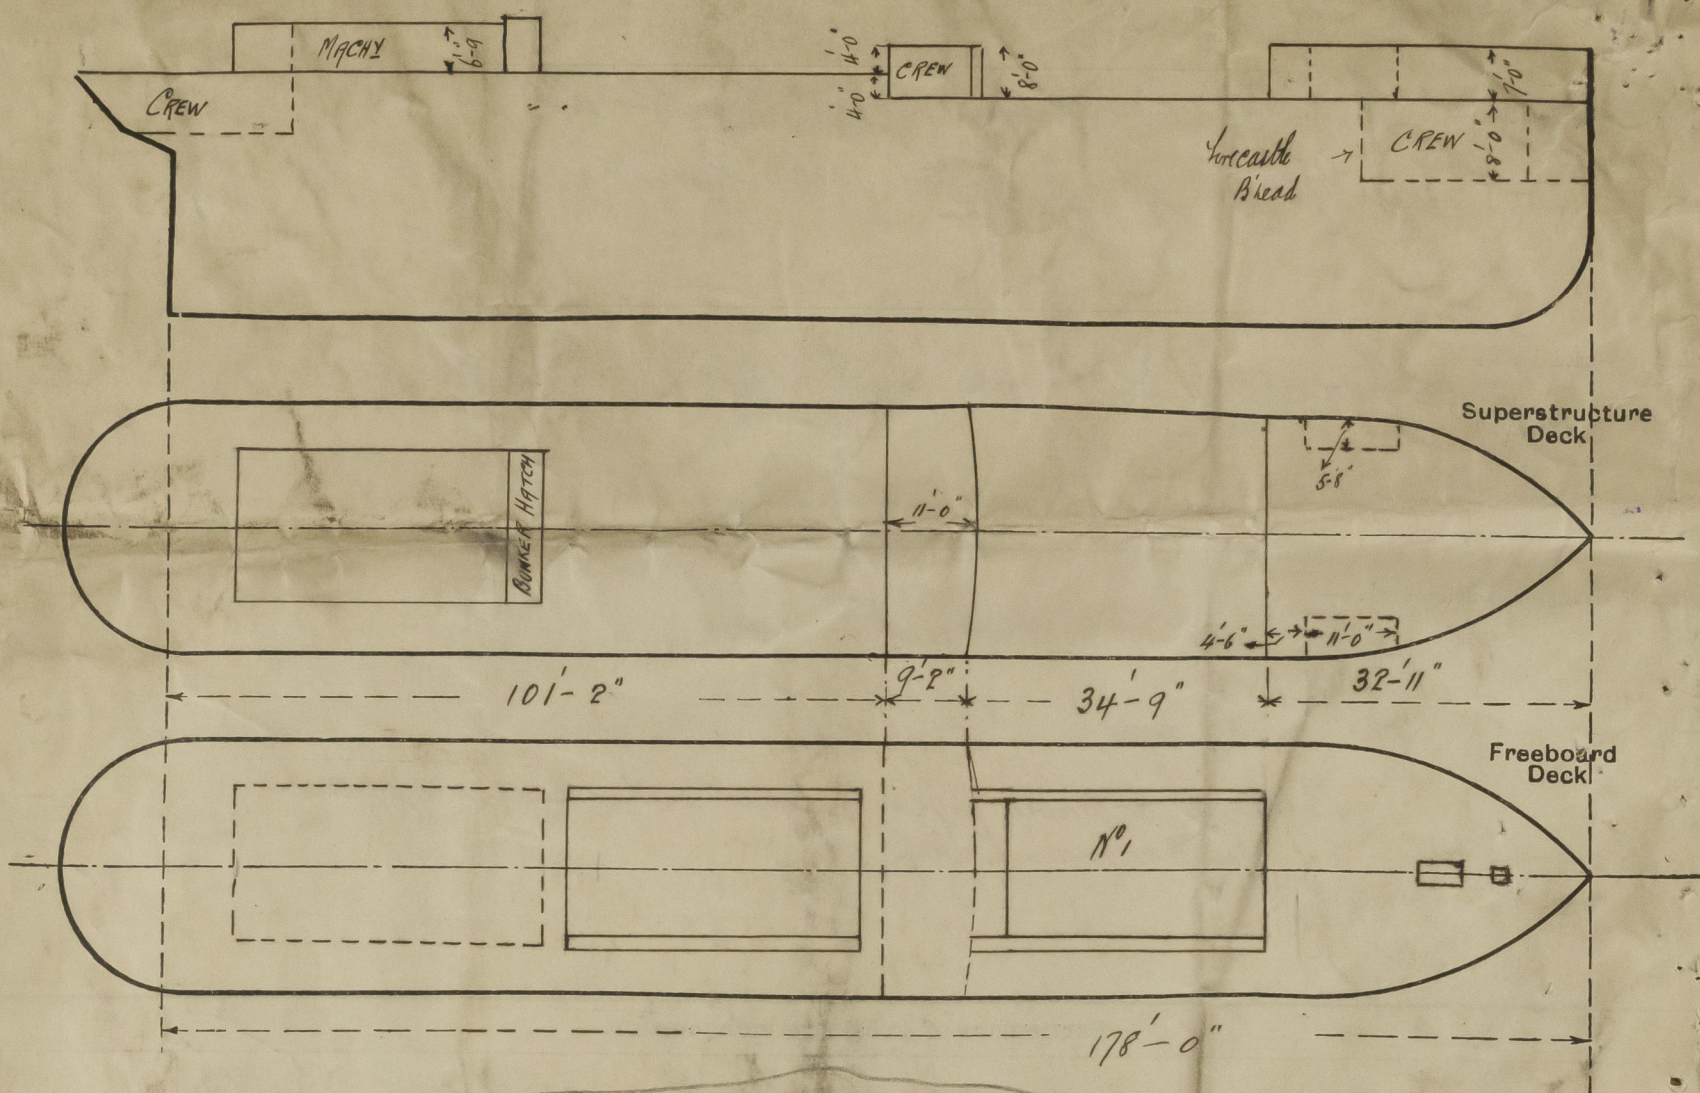 MACHY
6'-9"
CREW
4'-0"
4'-0"
CREW
8'-0"
7'-0"
8'-0"
CREW
Forecastle
B'head
Superstructure
Deck
BUNKER HATCH
11'-0"
5-8"
4'-6"
11'-0"
101'-2"
9'-2"
34'-9"
32'-11"
Freeboard
Deck
No 1
178'-0"